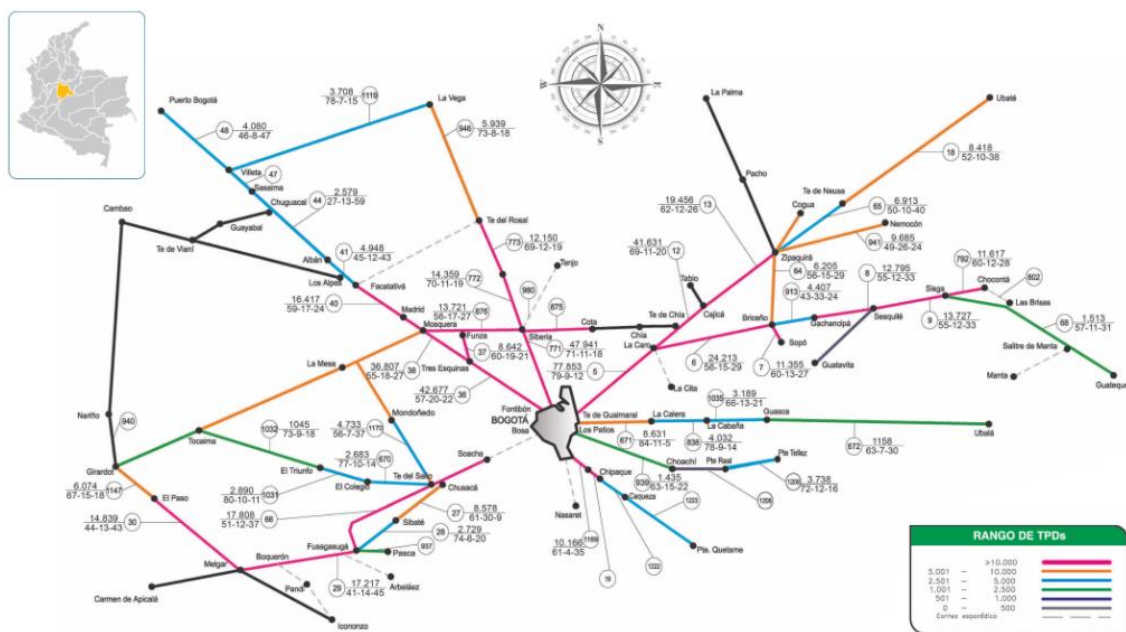 N
E
S
W
Puerto Bogotá
48
4.080
46-8-47
3.708
78-7-15
1119
La Vega
946
5.939
73-8-18
Villeta
47
Sasaima
44
2.579
27-13-59
Chuguacal
Guayabal
Cambao
Te de Vianí
Albán
41
4.948
45-12-43
Los Alpes
Facatativá
Te del Rosal
773
12.150
69-12-19
14.359
70-11-19
772
980
Tenjo
16.417
59-17-24
40
Madrid
Mosquera
13.721
56-17-27
876
Funza
37
8.642
60-19-21
Siberia
771
47.941
71-11-18
675
Cota
Chía
Te de Chía
La Caro
36.807
55-18-27
38
Tres Esquinas
42.677
57-20-22
36
77.853
79-9-12
5
La Palma
Pacho
19.456
62-12-26
13
41.631
69-11-20
12
Tabio
Cajicá
Ubaté
18
8.418
52-10-38
Te de Neusa
65
6.913
50-10-40
Cogua
Nemocón
941
9.685
49-26-24
Zipaquirá
64
6.205
56-15-29
913
4.407
43-33-24
8
12.795
55-12-33
792
11.617
60-12-28
Chocontá
802
Sisga
Las Brisas
Sesquilé
Gachancipá
Briceño
Sopó
9
13.727
55-12-33
68
1.513
57-11-31
Salitre de Manta
Manta
Guateque
Guatavita
6
24.213
56-15-29
7
11.355
60-13-27
La Cita
La Mesa
Mondoñedo
Nariño
940
1032
1045
73-9-18
4.733
56-7-37
1170
Tocaima
2.683
77-10-14
670
Te del Salto
El Triunfo
El Colegio
Girardot
2.890
80-10-11
1031
6.074
67-15-18
1147
El Paso
14.839
44-13-43
30
Fontibón
BOGOTÁ
Bosa
Soacha
Chusacá
27
8.578
61-30-9
17.808
51-12-37
66
Sibaté
28
2.729
74-6-20
Fusagasugá
937
Pasca
Boquerón
Melgar
29
17.217
41-14-45
Arbeláez
Pandi
Carmen de Apicalá
Icononzo
Te de Guaimaral
Los Patios
La Calera
1035
3.189
66-13-21
Guasca
La Cabaña
671
8.631
84-11-5
838
4.032
78-9-14
672
1158
63-7-30
Ubalá
Choachí
939
1.435
63-15-22
Pte Real
Pte Tellez
1208
3.738
72-12-16
Chipaque
Caqueza
1223
Nasaret
10.166
61-4-35
19
1222
Pte. Quetame
RANGO DE TPDs
>10.000
5.001 – 10.000
2.501 – 5.000
1.001 – 2.500
501 – 1.000
0 – 500
Conteo esporádico